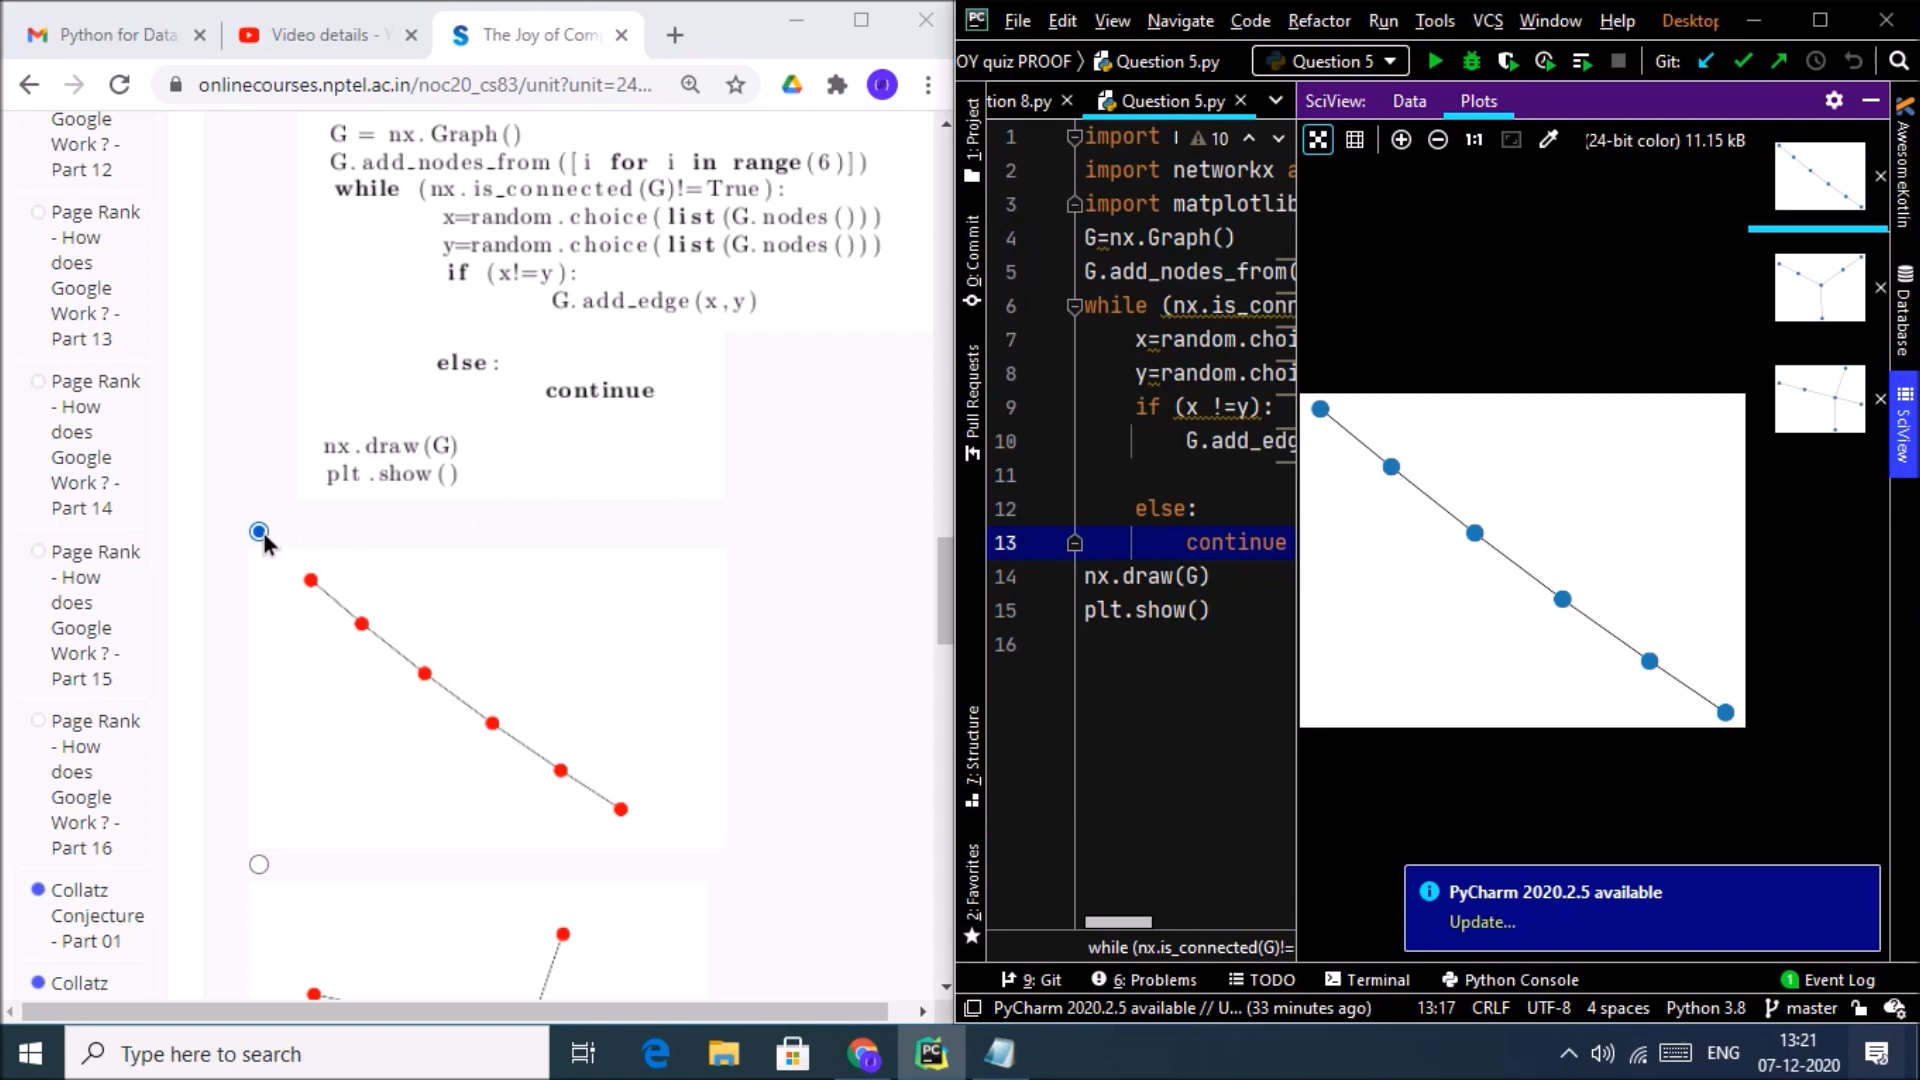 Python for Data
Video details - Y
The Joy of Com
onlinecourses.nptel.ac.in/noc20_cs83/unit?unit=24...
Google
Work ? -
Part 12
Page Rank
- How
does
Google
Work ? -
Part 13
Page Rank
- How
does
Google
Work ? -
Part 14
Page Rank
- How
does
Google
Work ? -
Part 15
Page Rank
- How
does
Google
Work ? -
Part 16
Collatz
Conjecture
- Part 01
Collatz
G = nx.Graph()
G.add_nodes_from([i for i in range(6)])
while (nx.is_connected(G)!=True):
x=random.choice(list(G.nodes()))
y=random.choice(list(G.nodes()))
if (x!=y):
G.add_edge(x,y)
else:
continue
nx.draw(G)
plt.show()
PC File Edit View Navigate Code Refactor Run Tools VCS Window Help Desktop
OY quiz PROOF Question 5.py Question 5 Git:
tion 8.py Question 5.py SciView: Data Plots
1:1 (24-bit color) 11.15 kB
1 import 10
2 import networkx a
3 import matplotlib
4 G=nx.Graph()
5 G.add_nodes_from(
6 while (nx.is_conn
7 x=random.choi
8 y=random.choi
9 if (x !=y):
10 G.add_edg
11
12 else:
13 continue
14 nx.draw(G)
15 plt.show()
16
while (nx.is_connected(G)!=
1: Project
0: Commit
Pull Requests
7: Structure
2: Favorites
AwesomeKotlin
Database
SciView
PyCharm 2020.2.5 available
Update...
9: Git 6: Problems TODO Terminal Python Console 1 Event Log
PyCharm 2020.2.5 available // U... (33 minutes ago) 13:17 CRLF UTF-8 4 spaces Python 3.8 master
Type here to search
PC
ENG
13:21
07-12-2020